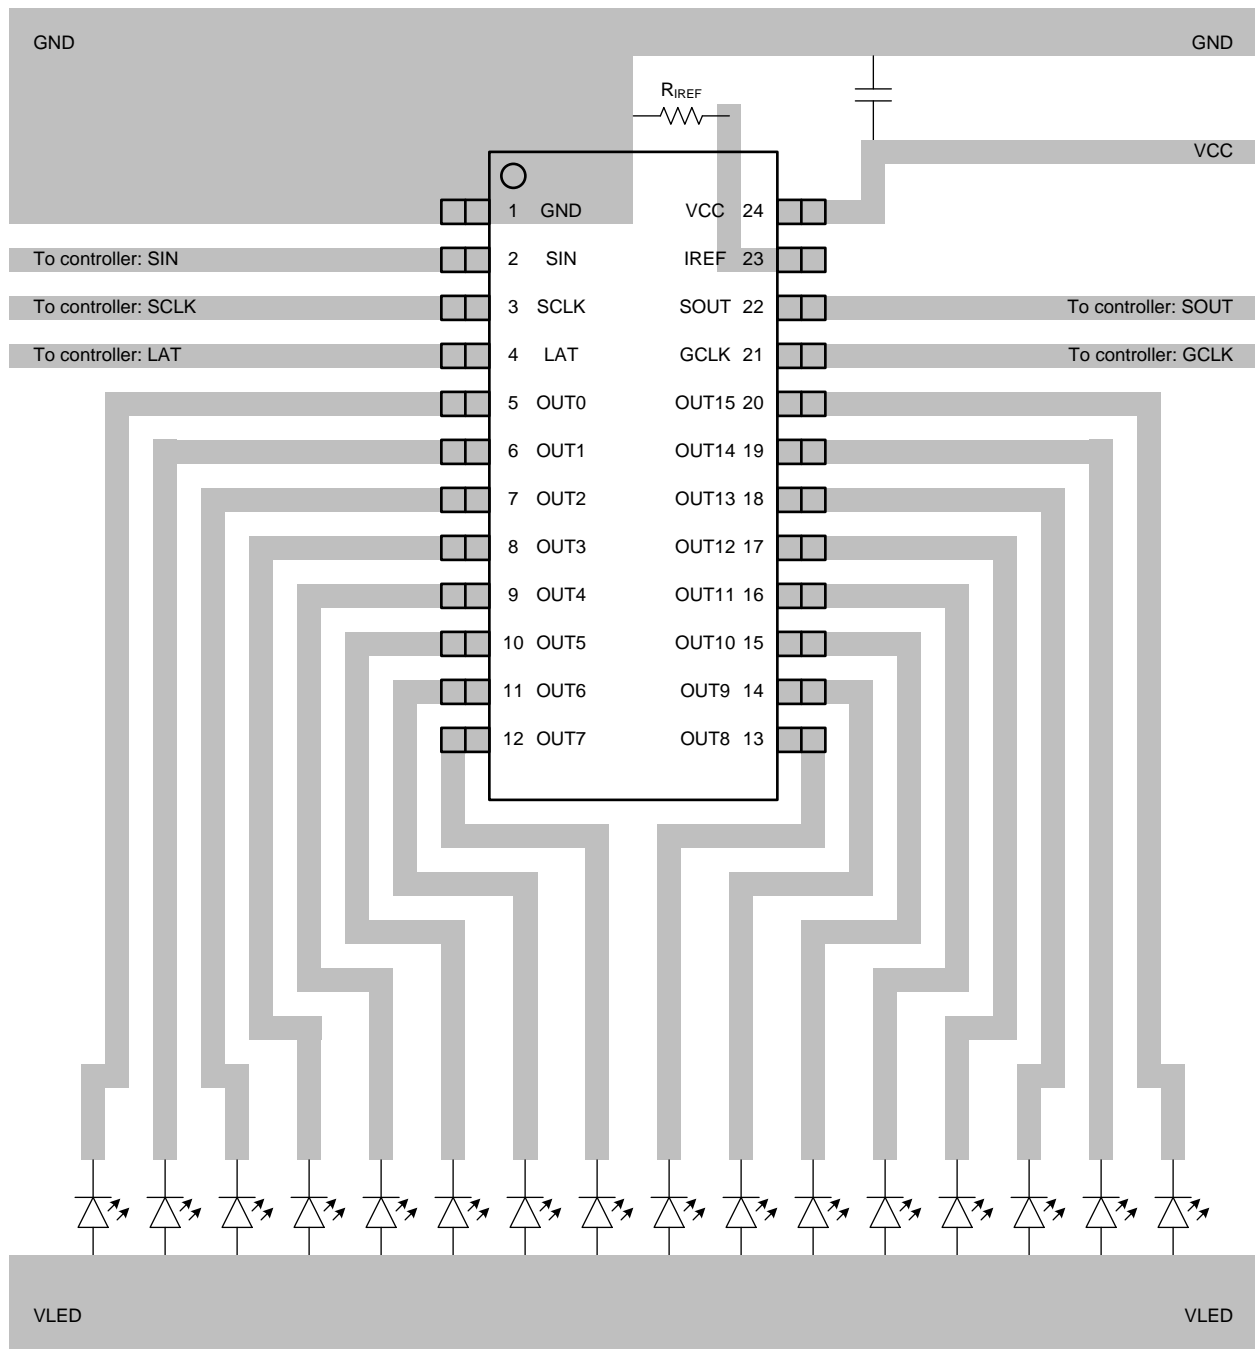 GND GND
R_IREF
VCC
1 GND VCC 24
To controller: SIN 2 SIN IREF 23
To controller: SCLK 3 SCLK SOUT 22 To controller: SOUT
To controller: LAT 4 LAT GCLK 21 To controller: GCLK
5 OUT0 OUT15 20
6 OUT1 OUT14 19
7 OUT2 OUT13 18
8 OUT3 OUT12 17
9 OUT4 OUT11 16
10 OUT5 OUT10 15
11 OUT6 OUT9 14
12 OUT7 OUT8 13
VLED VLED